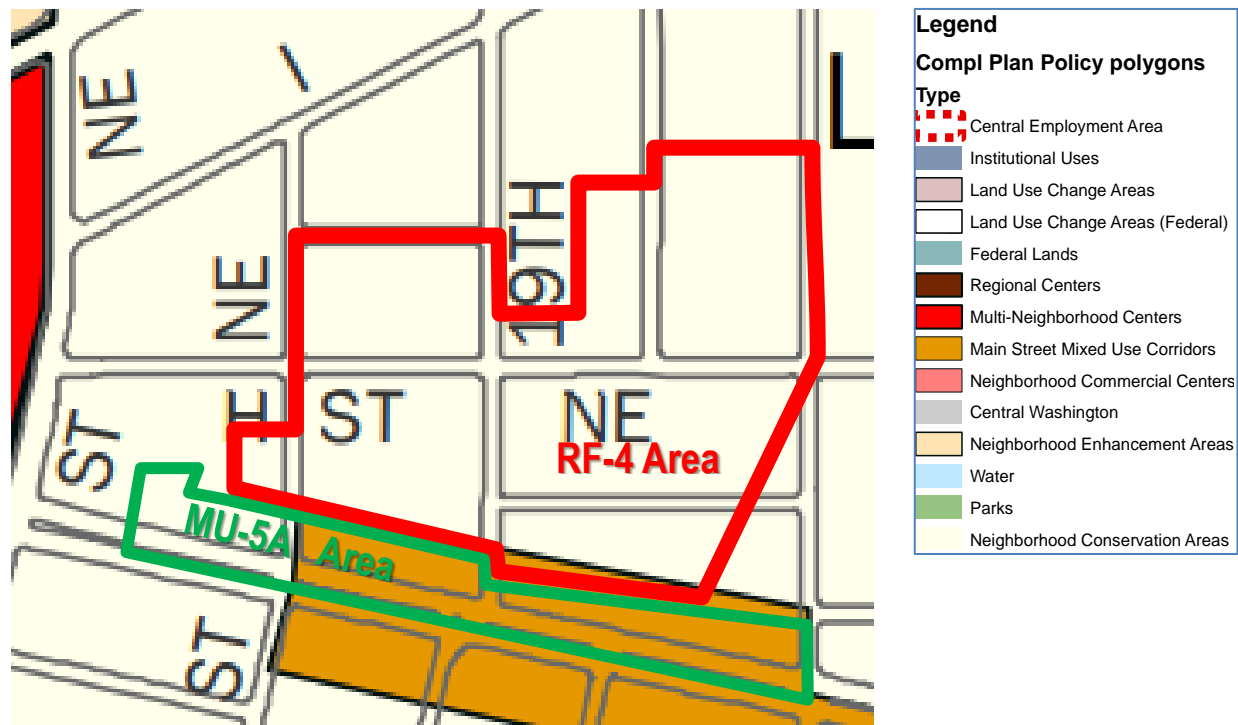 NE
I
L
NE
19TH
ST
H ST NE
RF-4 Area
MU-5A Area
ST
Legend
Compl Plan Policy polygons
Type
Central Employment Area
Institutional Uses
Land Use Change Areas
Land Use Change Areas (Federal)
Federal Lands
Regional Centers
Multi-Neighborhood Centers
Main Street Mixed Use Corridors
Neighborhood Commercial Centers
Central Washington
Neighborhood Enhancement Areas
Water
Parks
Neighborhood Conservation Areas